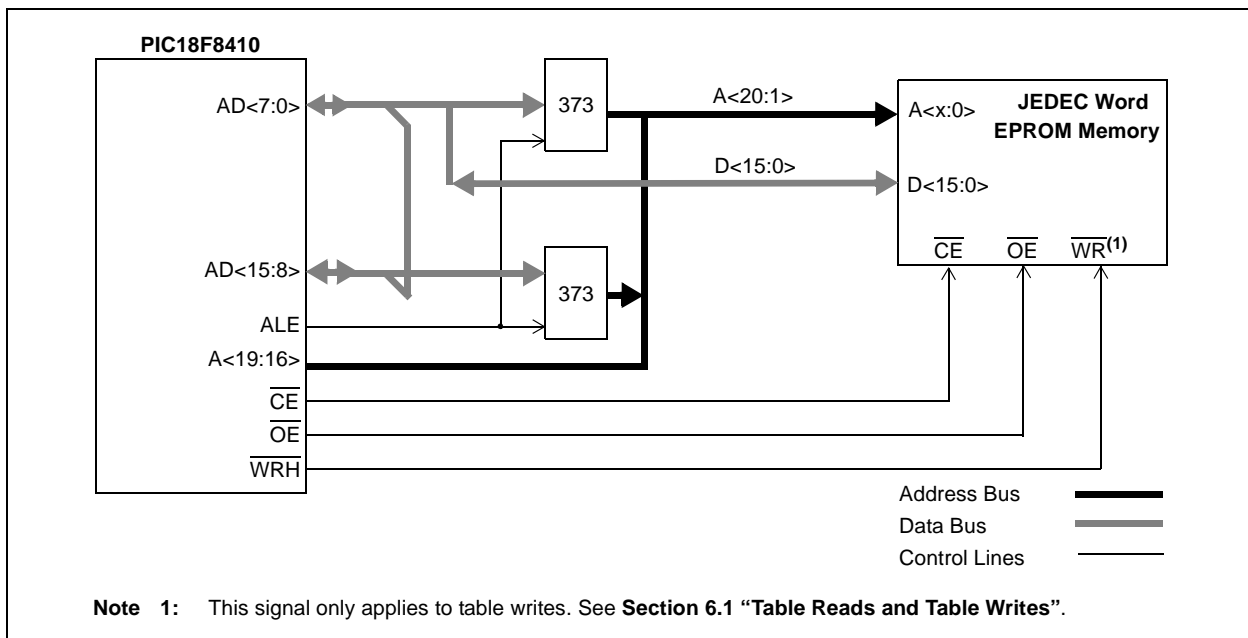 PIC18F8410
AD<7:0>
373
A<20:1>
A<x:0>
JEDEC Word
EPROM Memory
D<15:0>
D<15:0>
CE
OE
WR(1)
AD<15:8>
373
ALE
A<19:16>
CE
OE
WRH
Address Bus
Data Bus
Control Lines
Note 1: This signal only applies to table writes. See Section 6.1 “Table Reads and Table Writes”.